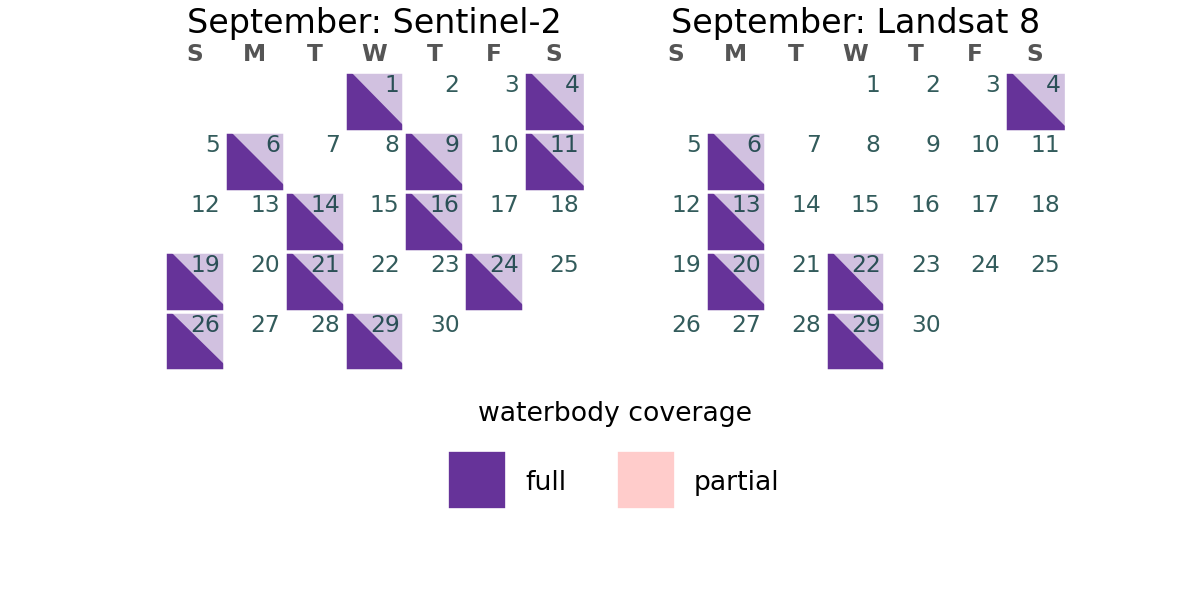 September: Sentinel-2
S M T W T F S
1 2 3 4
5 6 7 8 9 10 11
12 13 14 15 16 17 18
19 20 21 22 23 24 25
26 27 28 29 30
September: Landsat 8
S M T W T F S
1 2 3 4
5 6 7 8 9 10 11
12 13 14 15 16 17 18
19 20 21 22 23 24 25
26 27 28 29 30
waterbody coverage
full partial